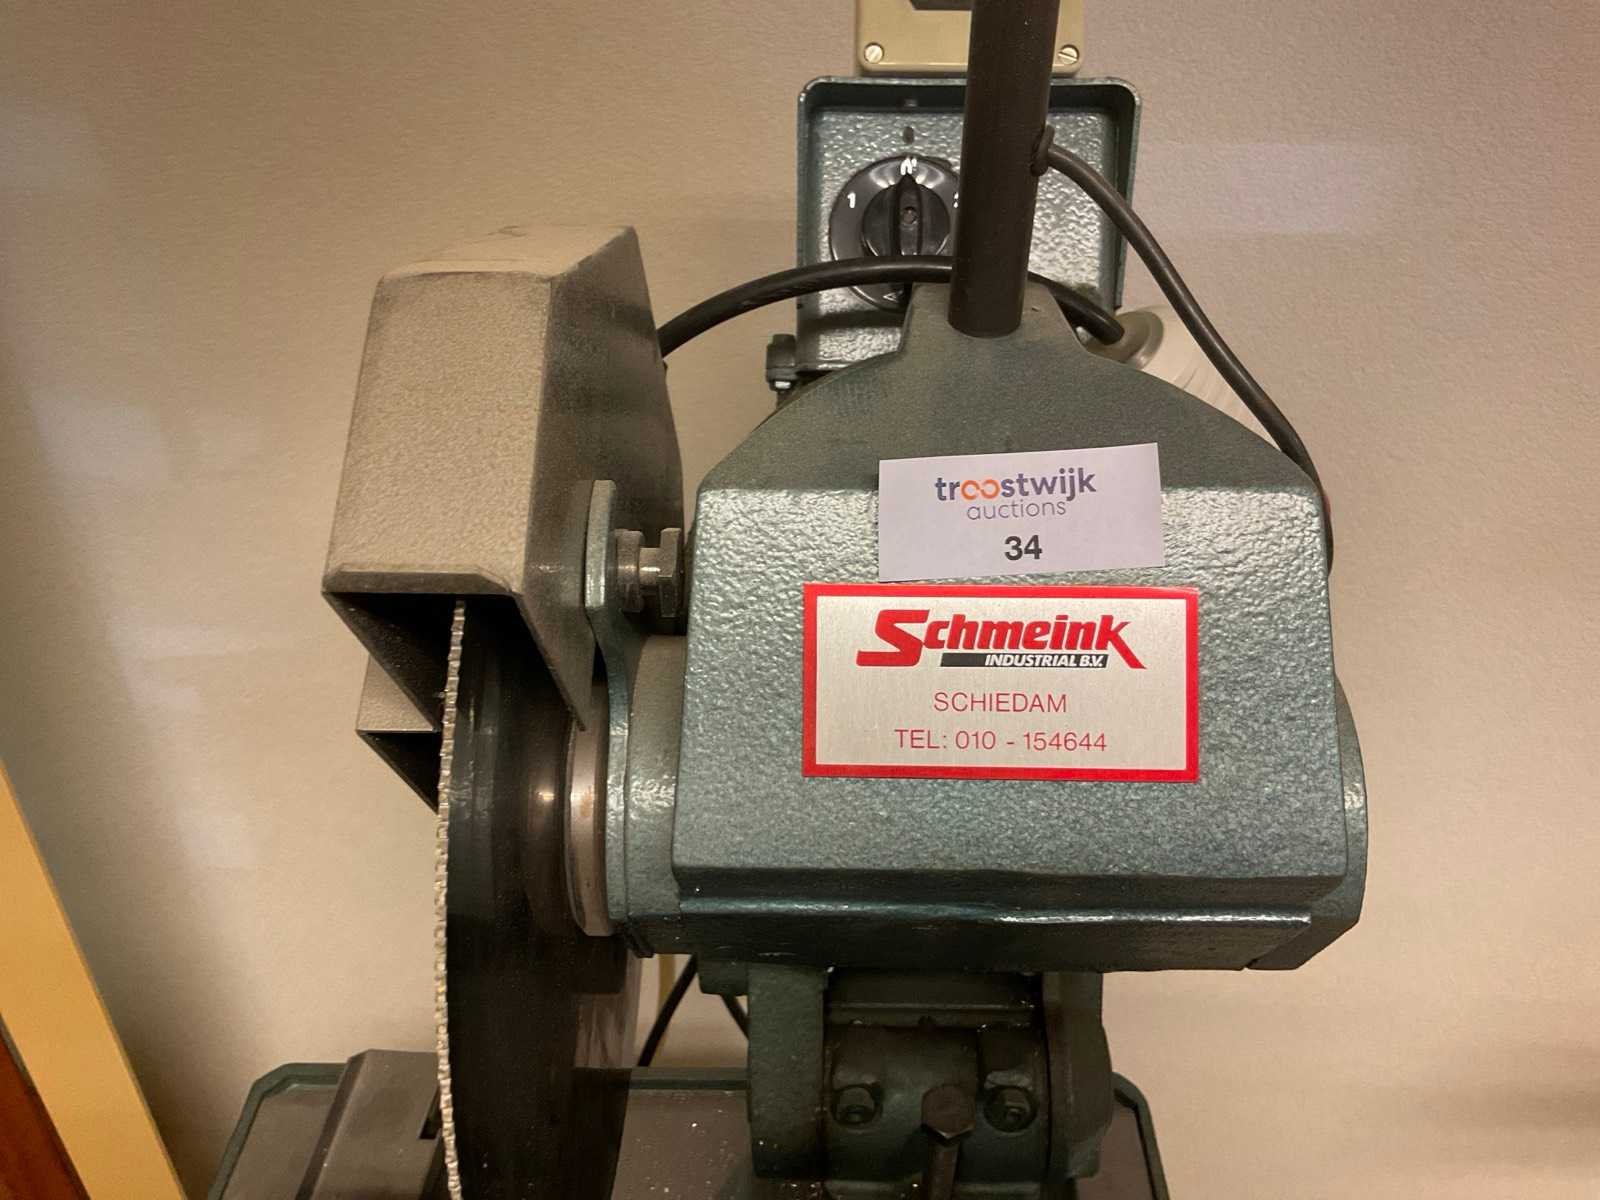 1
troostwijk
auctions
34
Schmeink
INDUSTRIAL B.V.
SCHIEDAM
TEL: 010 - 154644